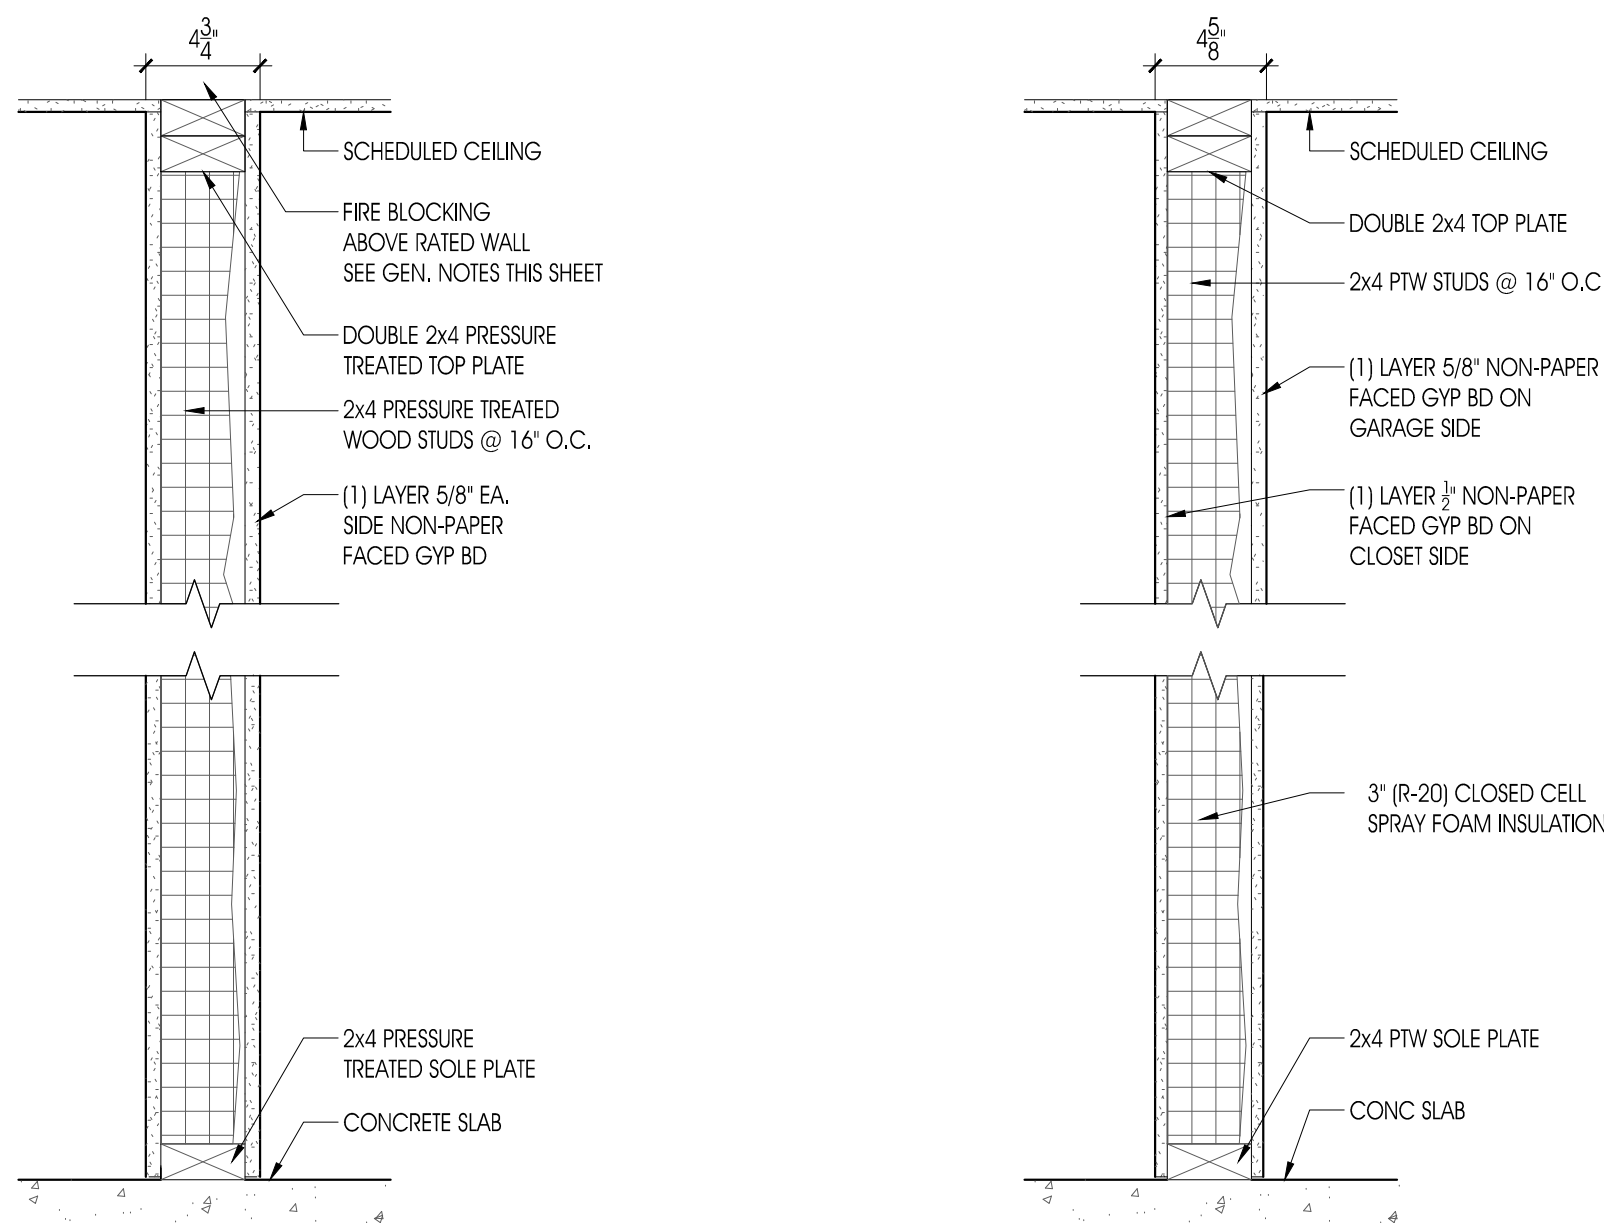 4 3/4"
SCHEDULED CEILING
FIRE BLOCKING
ABOVE RATED WALL
SEE GEN. NOTES THIS SHEET
DOUBLE 2x4 PRESSURE
TREATED TOP PLATE
2x4 PRESSURE TREATED
WOOD STUDS @ 16" O.C.
(1) LAYER 5/8" EA.
SIDE NON-PAPER
FACED GYP BD
2x4 PRESSURE
TREATED SOLE PLATE
CONCRETE SLAB
4 5/8"
SCHEDULED CEILING
DOUBLE 2x4 TOP PLATE
2x4 PTW STUDS @ 16" O.C
(1) LAYER 5/8" NON-PAPER
FACED GYP BD ON
GARAGE SIDE
(1) LAYER 1/2" NON-PAPER
FACED GYP BD ON
CLOSET SIDE
3" (R-20) CLOSED CELL
SPRAY FOAM INSULATION
2x4 PTW SOLE PLATE
CONC SLAB